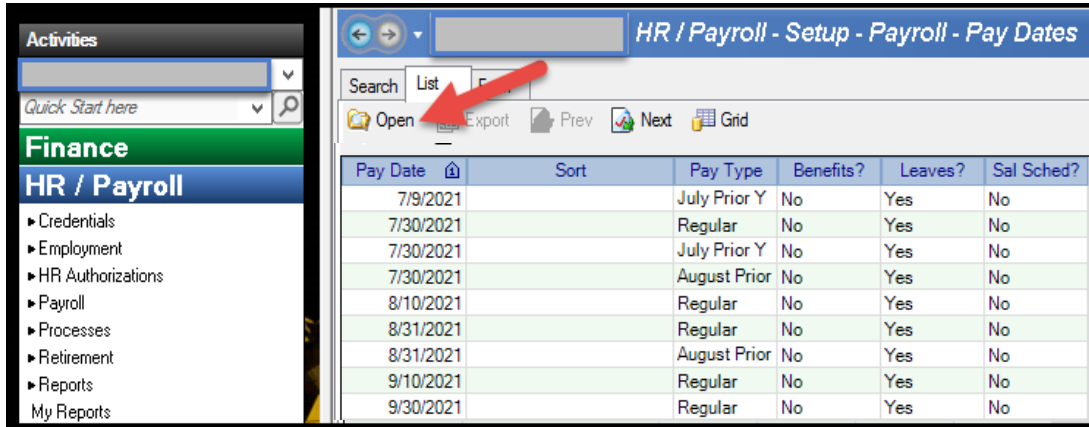 Activities
Quick Start here
Finance
HR / Payroll
Credentials
Employment
HR Authorizations
Payroll
Processes
Retirement
Reports
My Reports
HR / Payroll - Setup - Payroll - Pay Dates
Search List
Open Export Prev Next Grid
Pay Date 1 Sort Pay Type Benefits? Leaves? Sal Sched?
7/9/2021 July Prior Y No Yes No
7/30/2021 Regular No Yes No
7/30/2021 July Prior Y No Yes No
7/30/2021 August Prior No Yes No
8/10/2021 Regular No Yes No
8/31/2021 Regular No Yes No
8/31/2021 August Prior No Yes No
9/10/2021 Regular No Yes No
9/30/2021 Regular No Yes No